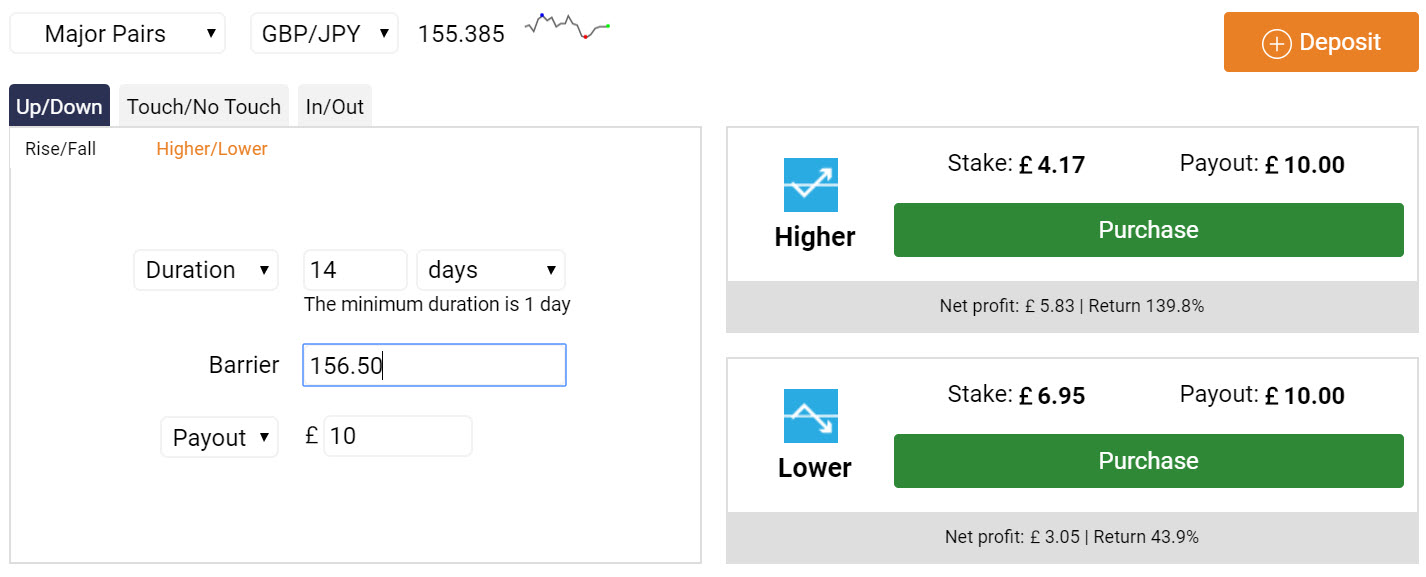 Major Pairs GBP/JPY 155.385 Deposit
Up/Down Touch/No Touch In/Out
Rise/Fall Higher/Lower
Duration 14 days
The minimum duration is 1 day
Barrier 156.50
Payout £ 10
Stake: £ 4.17 Payout: £ 10.00
Purchase
Higher
Net profit: £ 5.83 | Return 139.8%
Stake: £ 6.95 Payout: £ 10.00
Purchase
Lower
Net profit: £ 3.05 | Return 43.9%